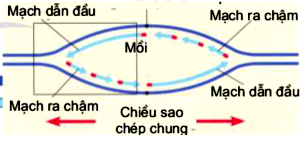 Mạch dẫn đầu
Mạch ra chậm
Mồi
Mạch ra chậm
Mạch dẫn đầu
Chiều sao
chép chung